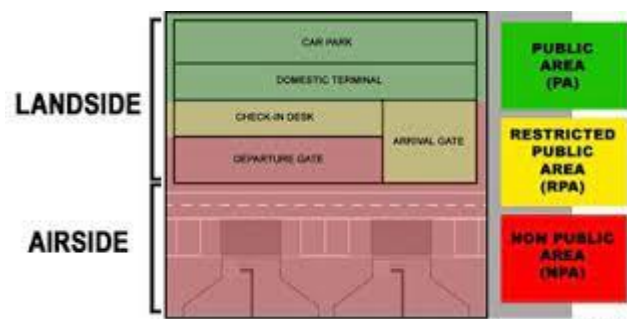 LANDSIDE
AIRSIDE
CAR PARK
DOMESTIC TERMINAL
CHECK-IN DESK
ARRIVAL GATE
DEPARTURE GATE
PUBLIC
AREA
(PA)
RESTRICTED
PUBLIC
AREA
(RPA)
NON PUBLIC
AREA
(NPA)